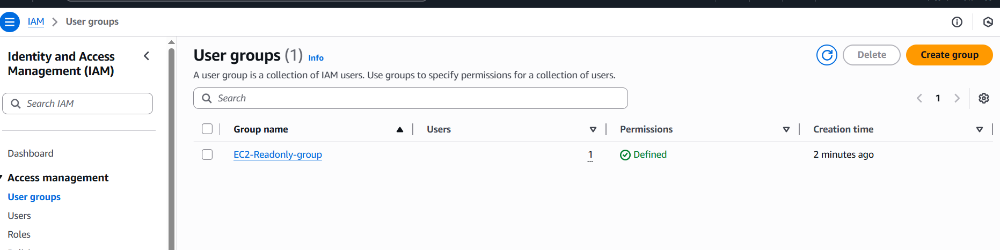 IAM > User groups
Identity and Access
Management (IAM)
Search IAM
Dashboard
Access management
User groups
Users
Roles
User groups (1) Info
Delete
Create group
A user group is a collection of IAM users. Use groups to specify permissions for a collection of users.
Search
1
Group name Users Permissions Creation time
EC2-Readonly-group 1 Defined 2 minutes ago